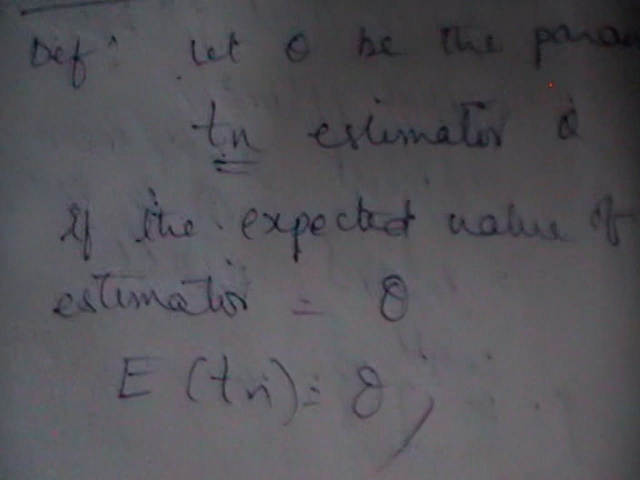 Def: Let θ be the para
tn estimator
If the expected value of
estimator = θ
E (tn) = θ,